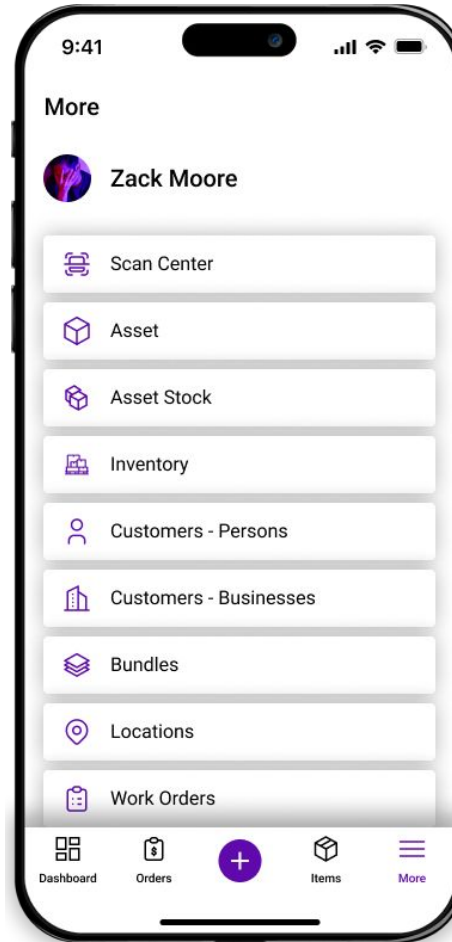 9:41
More
Zack Moore
Scan Center
Asset
Asset Stock
Inventory
Customers - Persons
Customers - Businesses
Bundles
Locations
Work Orders
Dashboard Orders Items More